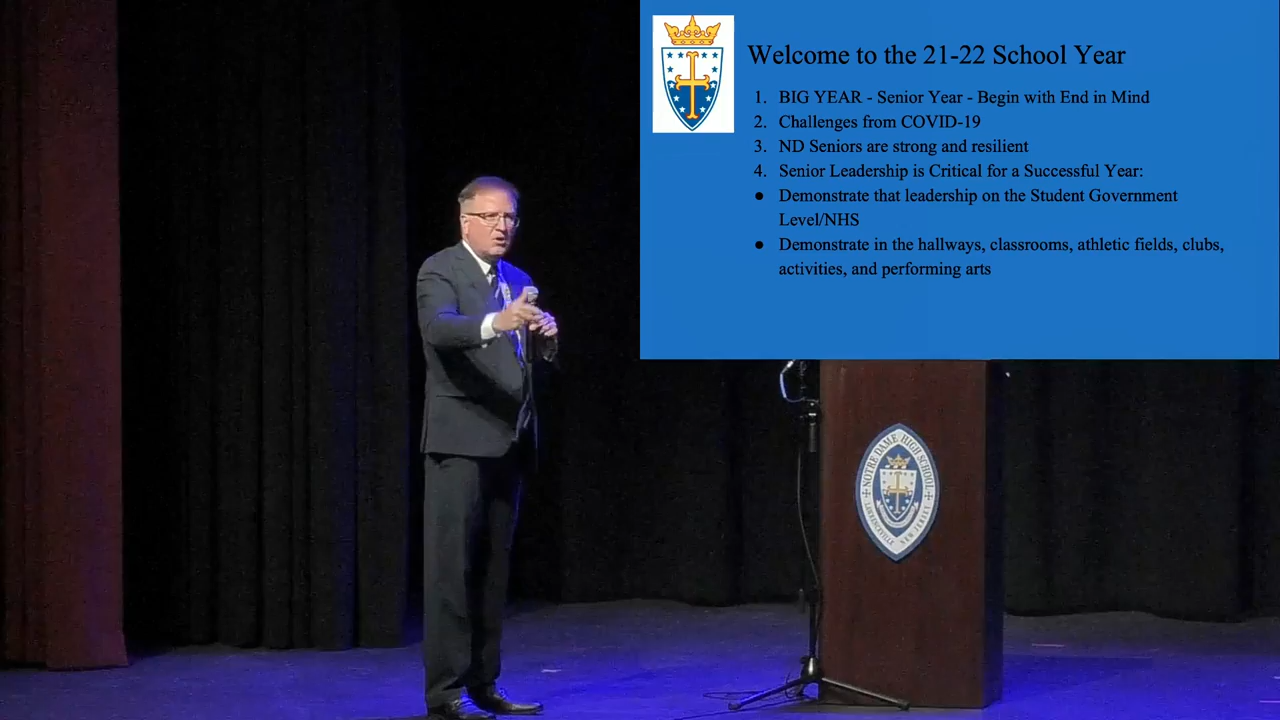 Welcome to the 21-22 School Year
1. BIG YEAR - Senior Year - Begin with End in Mind
2. Challenges from COVID-19
3. ND Seniors are strong and resilient
4. Senior Leadership is Critical for a Successful Year:
● Demonstrate that leadership on the Student Government
Level/NHS
● Demonstrate in the hallways, classrooms, athletic fields, clubs,
activities, and performing arts
NOTRE DAME HIGH SCHOOL
LAWRENCEVILLE NEW JERSEY